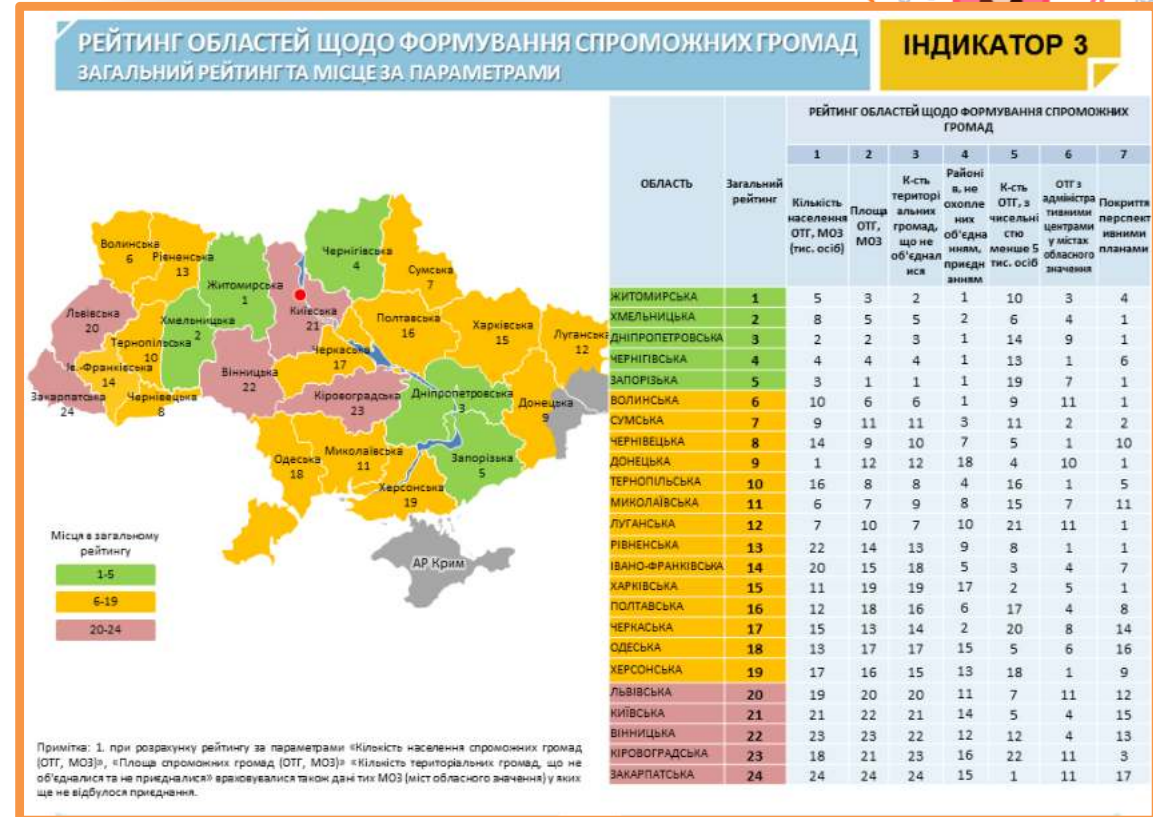 РЕЙТИНГ ОБЛАСТЕЙ ЩОДО ФОРМУВАННЯ СПРОМОЖНИХ ГРОМАД
ЗАГАЛЬНИЙ РЕЙТИНГ ТА МІСЦЕ ЗА ПАРАМЕТРАМИ
ІНДИКАТОР 3
Волинська
6
Рівненська
13
Житомирська
1
Чернігівська
4
Сумська
7
Київська
21
Львівська
20
Хмельницька
2
Тернопільська
10
Ів.-Франківська
14
Закарпатська
24
Чернівецька
8
Вінницька
22
Черкаська
17
Полтавська
16
Харківська
15
Луганська
12
Кіровоградська
23
Дніпропетровська
3
Донецька
9
Запорізька
5
Одеська
18
Миколаївська
11
Херсонська
19
АР Крим
Місця в загальному
рейтингу
1-5
6-19
20-24
Примітка: 1. при розрахунку рейтингу за параметрами «Кількість населення спроможних громад
(ОТГ, МОЗ)», «Площа спроможних громад (ОТГ, МОЗ)» «Кількість територіальних громад, що не
об'єдналися та не приєдналися» враховувалися також дані тих МОЗ (міст обласного значення) у яких
ще не відбулося приєднання.
ОБЛАСТЬ
Загальний
рейтинг
РЕЙТИНГ ОБЛАСТЕЙ ЩОДО ФОРМУВАННЯ СПРОМОЖНИХ
ГРОМАД
1 2 3 4 5 6 7
Кількість
населення
ОТГ, МОЗ
(тис. осіб)
Площа
ОТГ,
МОЗ
К-сть
територі
альних
громад,
що не
об'єднал
ися
Районі
в, не
охопле
них
об'єдна
нням,
приєдн
анням
К-сть
ОТГ, з
чисельні
стю
менше 5
тис. осіб
ОТГ з
адміністра
тивними
центрами
у містах
обласного
значення
Покриття
перспект
ивними
планами
ЖИТОМИРСЬКА 1 5 3 2 1 10 3 4
ХМЕЛЬНИЦЬКА 2 8 5 5 2 6 4 1
ДНІПРОПЕТРОВСЬКА 3 2 2 3 1 14 9 1
ЧЕРНІГІВСЬКА 4 4 4 4 1 13 1 6
ЗАПОРІЗЬКА 5 3 1 1 1 19 7 1
ВОЛИНСЬКА 6 10 6 6 1 9 11 1
СУМСЬКА 7 9 11 11 3 11 2 2
ЧЕРНІВЕЦЬКА 8 14 9 10 7 5 1 10
ДОНЕЦЬКА 9 1 12 12 18 4 10 1
ТЕРНОПІЛЬСЬКА 10 16 8 8 4 16 1 5
МИКОЛАЇВСЬКА 11 6 7 9 8 15 7 11
ЛУГАНСЬКА 12 7 10 7 10 21 11 1
РІВНЕНСЬКА 13 22 14 13 9 8 1 1
ІВАНО-ФРАНКІВСЬКА 14 20 15 18 5 3 4 7
ХАРКІВСЬКА 15 11 19 19 17 2 5 1
ПОЛТАВСЬКА 16 12 18 16 6 17 4 8
ЧЕРКАСЬКА 17 15 13 14 2 20 8 14
ОДЕСЬКА 18 13 17 17 15 5 6 16
ХЕРСОНСЬКА 19 17 16 15 13 18 1 9
ЛЬВІВСЬКА 20 19 20 20 11 7 11 12
КИЇВСЬКА 21 21 22 21 14 5 4 15
ВІННИЦЬКА 22 23 23 22 12 12 4 13
КІРОВОГРАДСЬКА 23 18 21 23 16 22 11 3
ЗАКАРПАТСЬКА 24 24 24 24 15 1 11 17